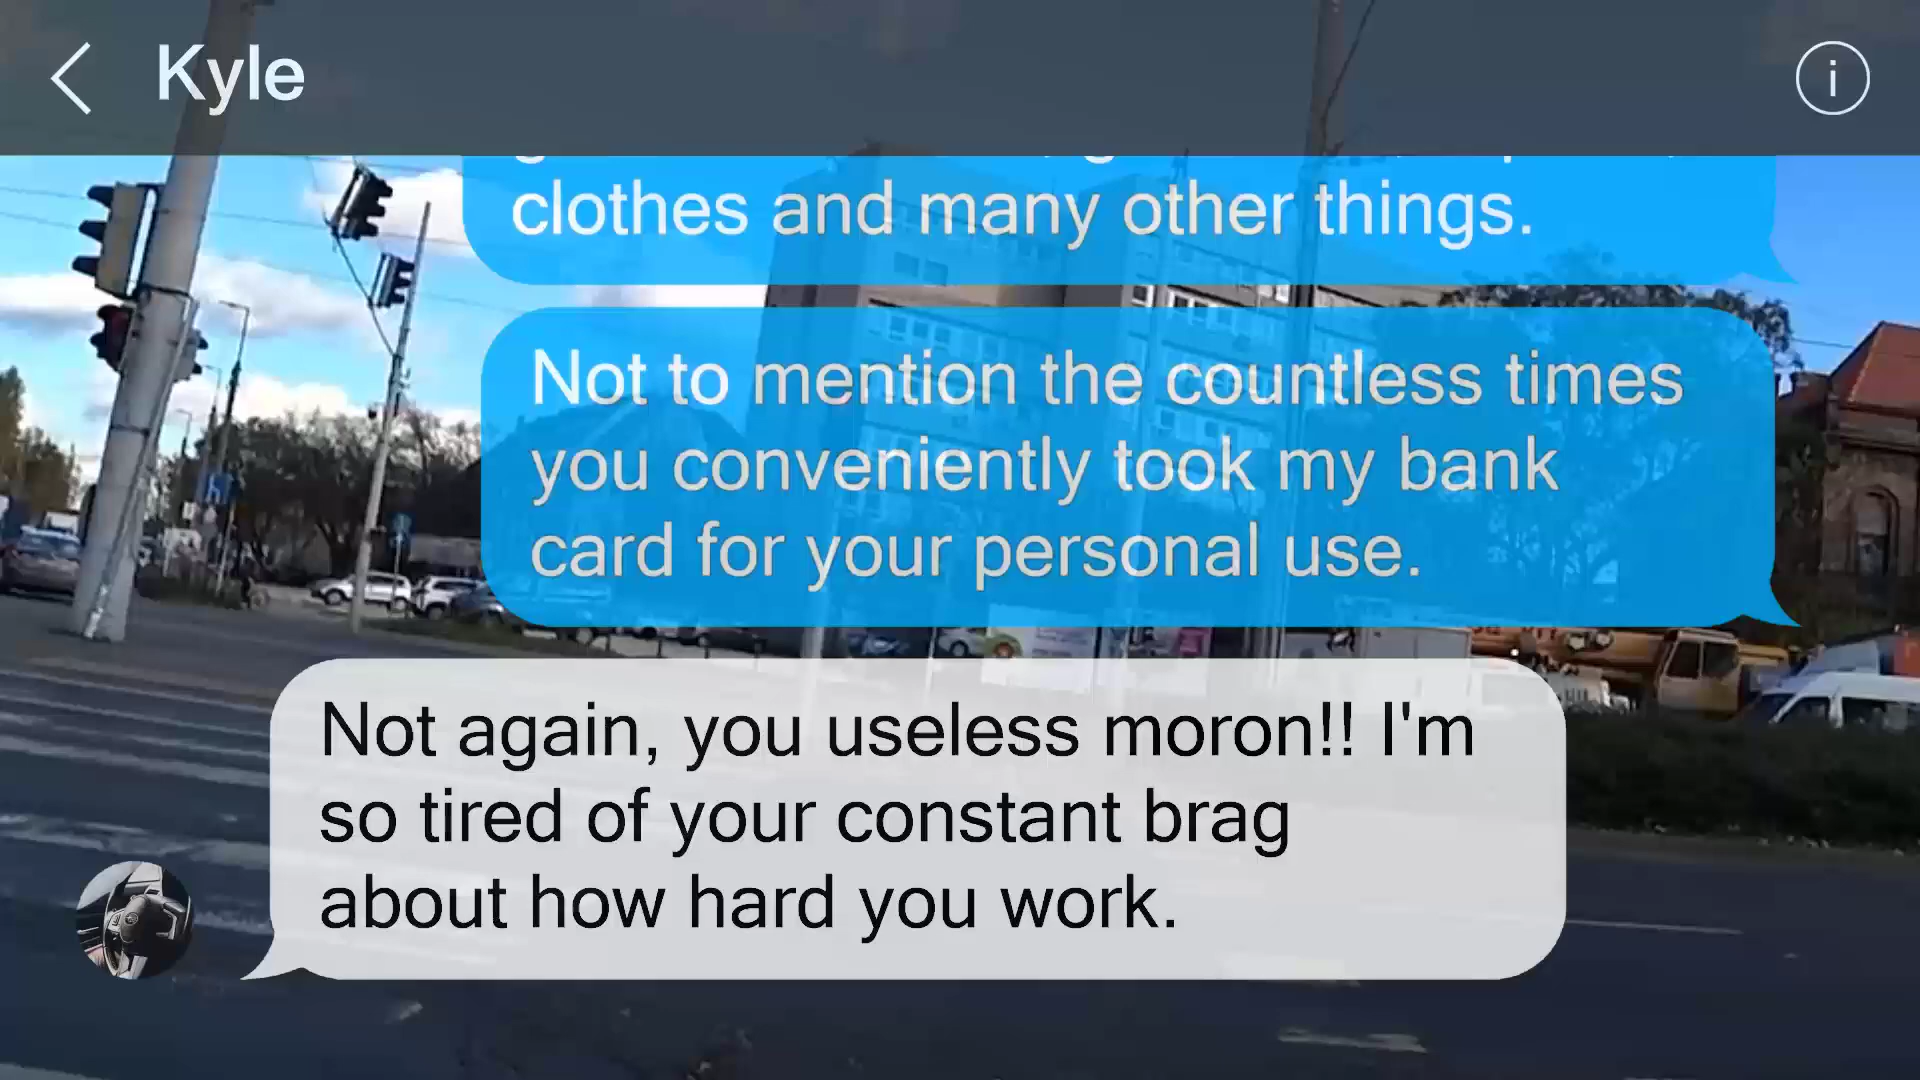 Kyle
i
clothes and many other things.
Not to mention the countless times
you conveniently took my bank
card for your personal use.
Not again, you useless moron!! I'm
so tired of your constant brag
about how hard you work.